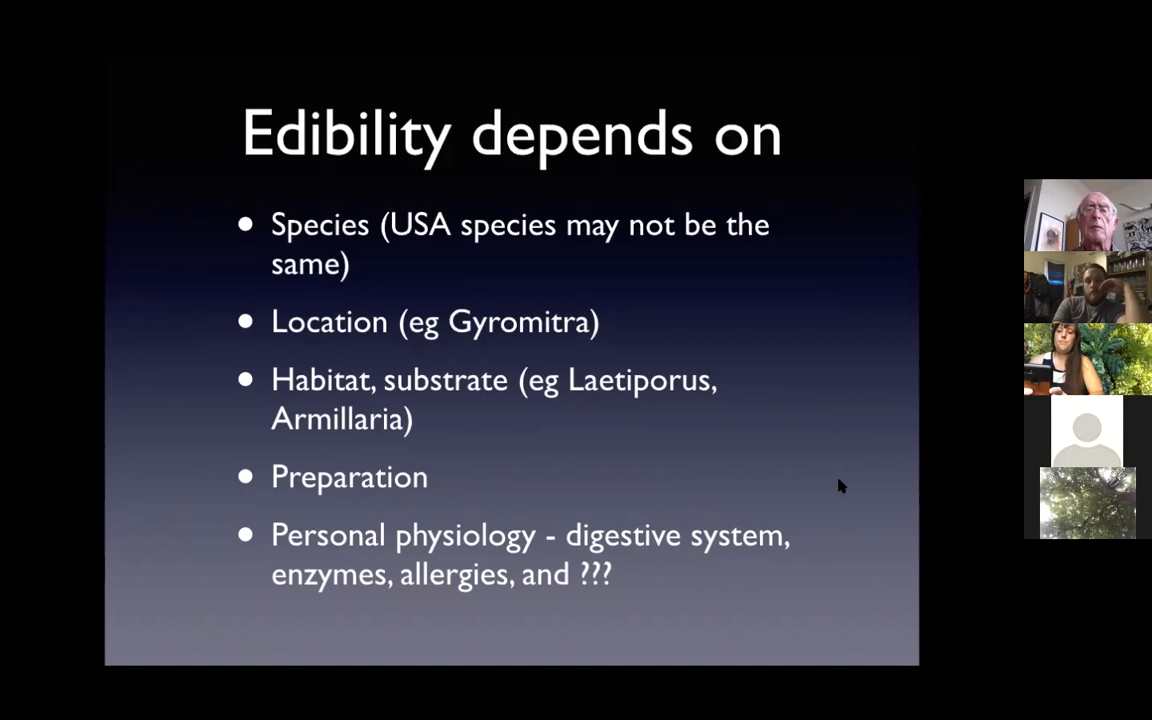 Edibility depends on
• Species (USA species may not be the
same)
• Location (eg Gyromitra)
• Habitat, substrate (eg Laetiporus,
Armillaria)
• Preparation
• Personal physiology - digestive system,
enzymes, allergies, and ???